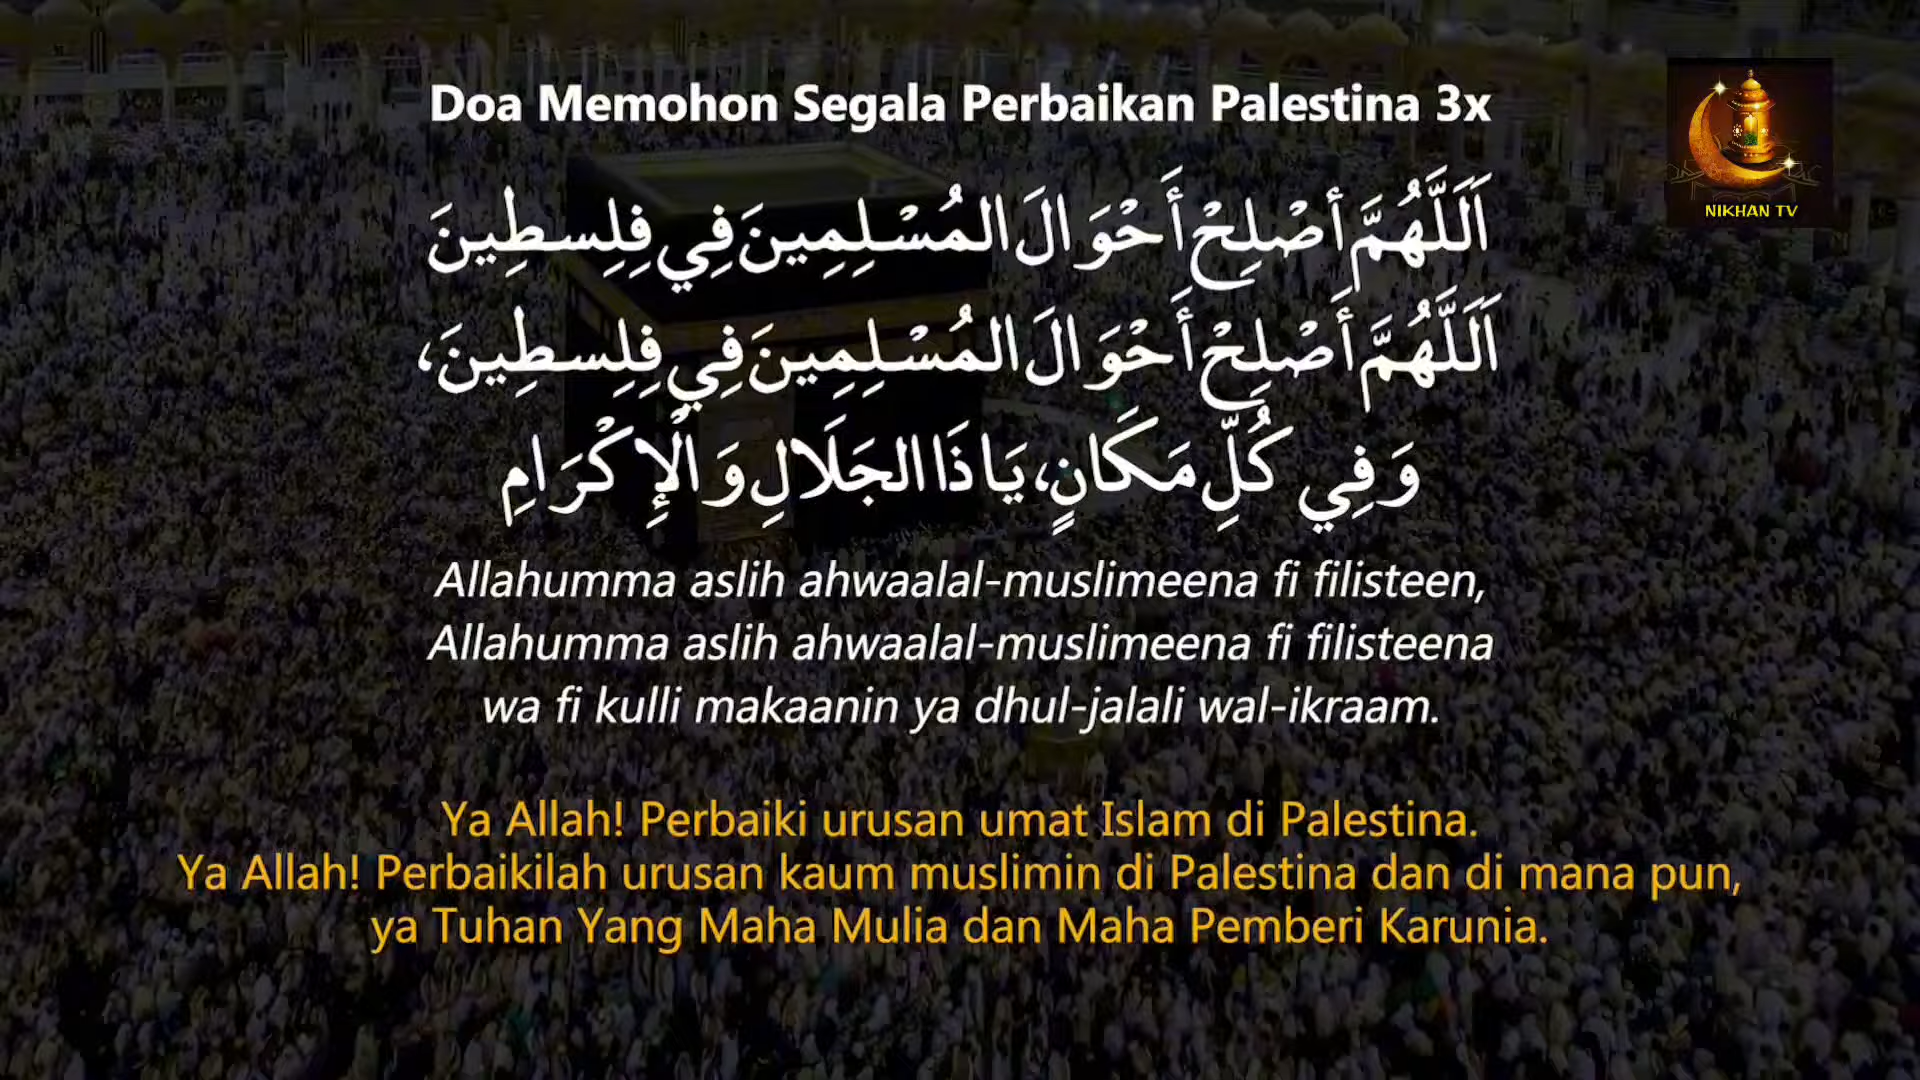 Doa Memohon Segala Perbaikan Palestina 3x
NIKHAN TV
اَللَّهُمَّ أَصْلِحْ أَحْوَالَ المُسْلِمِينَ فِي فِلِسطِينَ
اَللَّهُمَّ أَصْلِحْ أَحْوَالَ المُسْلِمِينَ فِي فِلِسطِينَ،
وَفِي كُلِّ مَكَانٍ، يَا ذَا الجَلَالِ وَالْإِكْرَامِ
Allahumma aslih ahwaalal-muslimeena fi filisteen,
Allahumma aslih ahwaalal-muslimeena fi filisteena
wa fi kulli makaanin ya dhul-jalali wal-ikraam.
Ya Allah! Perbaiki urusan umat Islam di Palestina.
Ya Allah! Perbaikilah urusan kaum muslimin di Palestina dan di mana pun,
ya Tuhan Yang Maha Mulia dan Maha Pemberi Karunia.